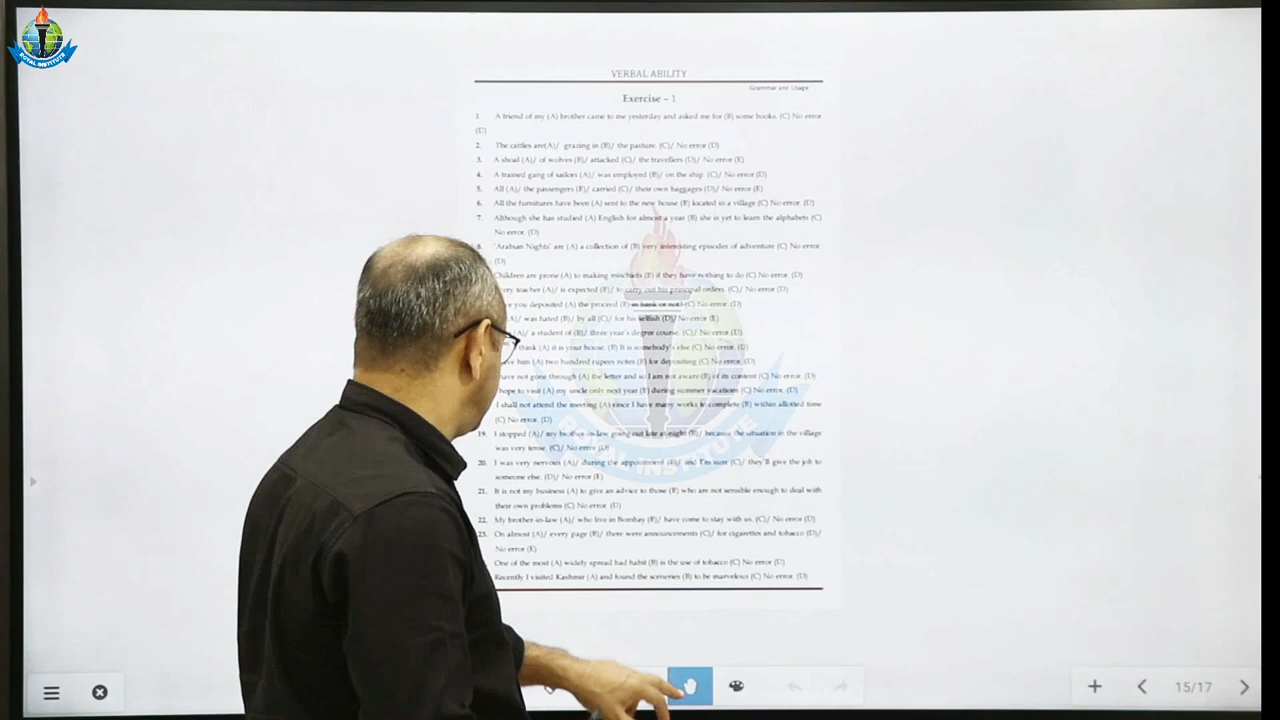 ROYAL INSTITUTE
VERBAL ABILITY
Grammar and Usage
Exercise – 1
1. A friend of my (A) brother came to me yesterday and asked me for (B) some books. (C) No error
(D)
2. The cattles are(A)/ grazing in (B)/ the pasture. (C)/ No error (D)
3. A shoal (A)/ of wolves (B)/ attacked (C)/ the travellers (D)/ No error (E)
4. A trained gang of sailors (A)/ was employed (B)/ on the ship. (C)/ No error (D)
5. All (A)/ the passengers (B)/ carried (C)/ their own baggages (D)/ No error (E)
6. All the furnitures have been (A) sent to the new house (B) located in a village (C) No error. (D)
7. Although she has studied (A) English for almost a year (B) she is yet to learn the alphabets (C)
No error. (D)
8. 'Arabian Nights' are (A) a collection of (B) very interesting episodes of adventure (C) No error.
(D)
Children are prone (A) to making mischiefs (B) if they have nothing to do (C) No error. (D)
teacher (A)/ is expected (B)/ to carry out his principal orders. (C)/ No error (D)
you deposited (A) the proceed (B) in bank or not? (C) No error. (D)
(A)/ was hated (B)/ by all (C)/ for his selfish (D)/ No error (E)
(A)/ a student of (B)/ three year's degree course. (C)/ No error (D)
think (A) it is your house. (B) It is somebody's else (C) No error. (D)
him (A) two hundred rupees notes (B) for depositing (C) No error. (D)
have not gone through (A) the letter and so I am not aware (B) of its content (C) No error. (D)
hope to visit (A) my uncle only next year (B) during summer vacations (C) No error. (D)
I shall not attend the meeting (A) since I have many works to complete (B) within allotted time
(C) No error. (D)
19. I stopped (A)/ my brother-in-law going out late at night (B)/ because the situation in the village
was very tense. (C)/ No error (D)
20. I was very nervous (A)/ during the appointment (B)/ and I'm sure (C)/ they'll give the job to
someone else. (D)/ No error (E)
21. It is not my business (A) to give an advice to those (B) who are not sensible enough to deal with
their own problems (C) No error. (D)
22. My brother-in-law (A)/ who live in Bombay (B)/ have come to stay with us. (C)/ No error (D)
23. On almost (A)/ every page (B)/ there were announcements (C)/ for cigarettes and tobacco (D)/
No error (E)
One of the most (A) widely spread bad habit (B) is the use of tobacco (C) No error (D)
Recently I visited Kashmir (A) and found the sceneries (B) to be marvelous (C) No error. (D)
ROYAL INSTITUTE
15/17